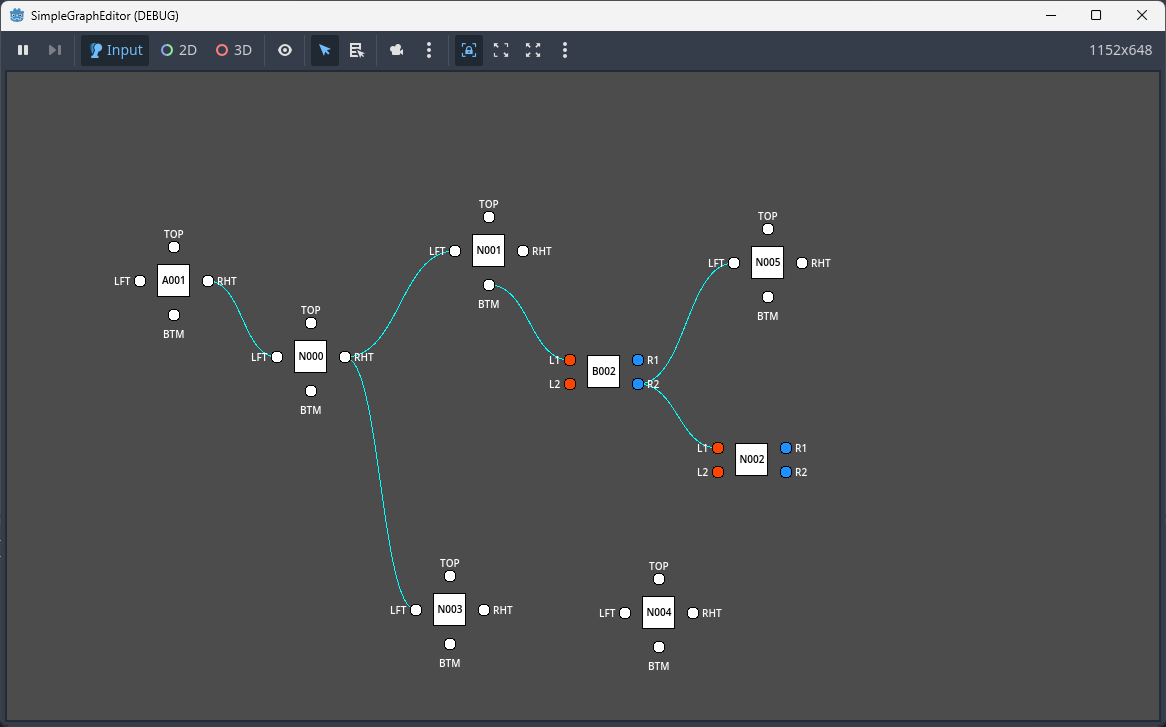 SimpleGraphEditor (DEBUG)
Input 2D 3D 1152x648
TOP
LFT A001 RHT
BTM
TOP
LFT N000 RHT
BTM
TOP
LFT N001 RHT
BTM
TOP
LFT N005 RHT
BTM
L1 R1
B002
L2 R2
L1 R1
N002
L2 R2
TOP
LFT N003 RHT
BTM
TOP
LFT N004 RHT
BTM